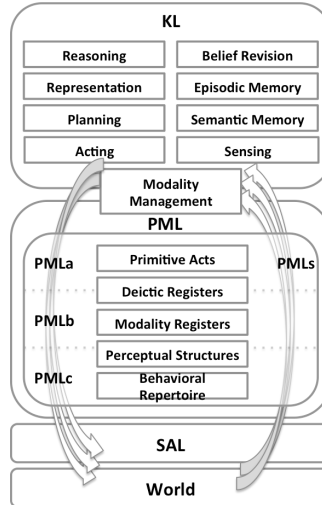 KL
Reasoning
Belief Revision
Representation
Episodic Memory
Planning
Semantic Memory
Acting
Sensing
Modality
Management
PML
PMLa
Primitive Acts
PMLs
Deictic Registers
PMLb
Modality Registers
Perceptual Structures
PMLc
Behavioral
Repertoire
SAL
World